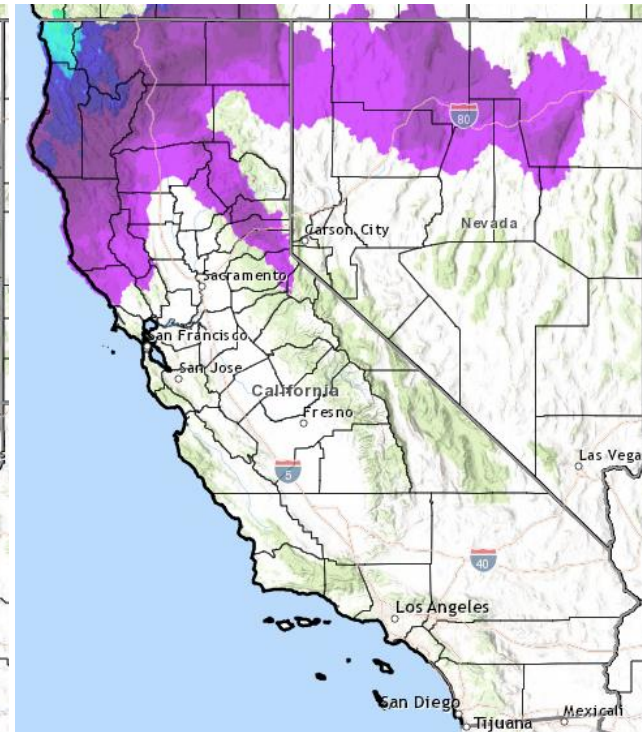 80
Nevada
Carson City
Sacramento
San Francisco
San Jose
California
Fresno
Las Vega
5
40
Los Angeles
San Diego
Mexicali
Tijuana